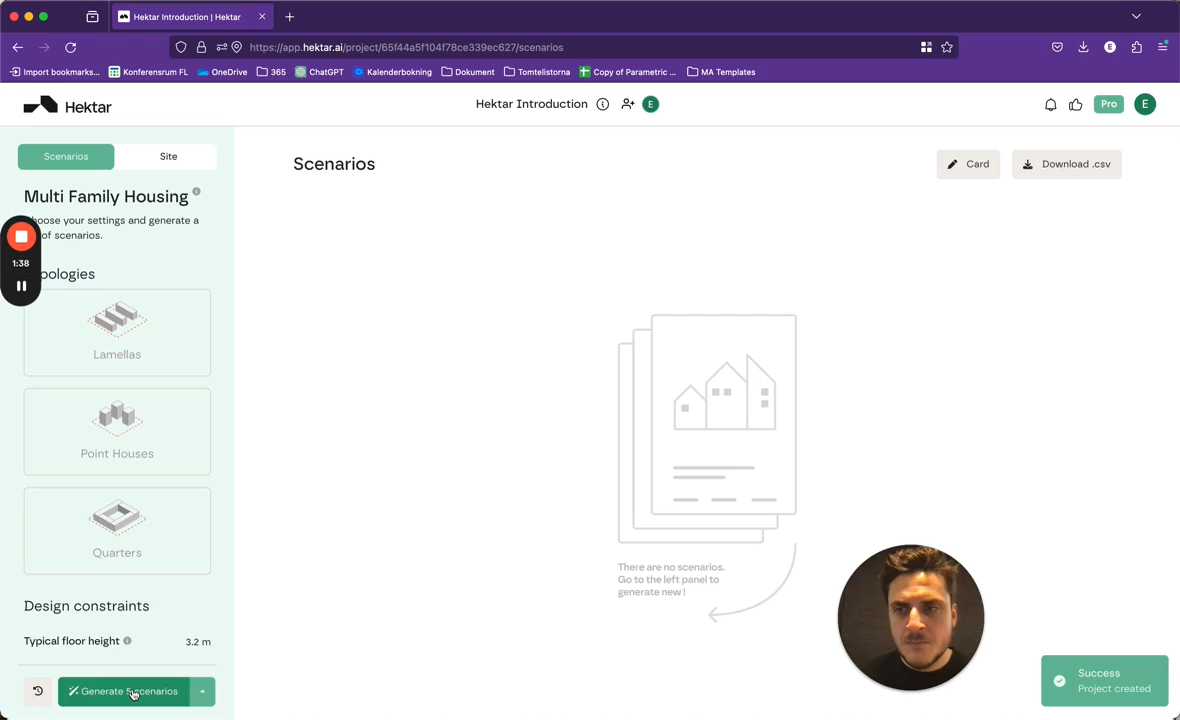 Hektar Introduction | Hektar
https://app.hektar.ai/project/65f44a5f104f78ce339ec627/scenarios
E
Import bookmarks...
Konferensrum FL
OneDrive
365
ChatGPT
Kalenderbokning
Dokument
Tomtelistorna
Copy of Parametric ...
MA Templates
Hektar
Hektar Introduction
E
Pro
E
Scenarios
Site
Scenarios
Card
Download .csv
Multi Family Housing
hoose your settings and generate a
of scenarios.
1:38
pologies
Lamellas
Point Houses
Quarters
There are no scenarios.
Go to the left panel to
generate new !
Design constraints
Typical floor height
3.2 m
Generate 5 scenarios
Success
Project created